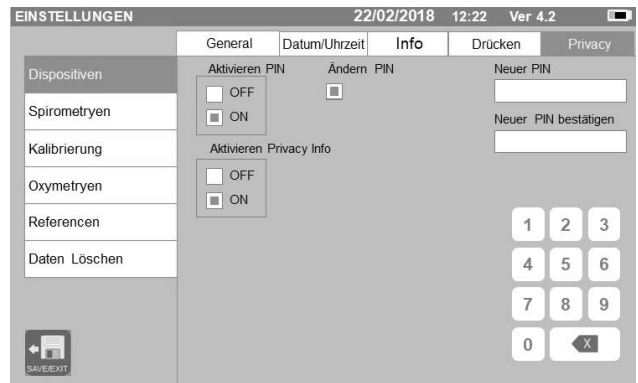 EINSTELLUNGEN 22/02/2018 12:22 Ver 4.2
General Datum/Uhrzeit Info Drücken Privacy
Dispositiven
Spirometryen
Kalibrierung
Oxymetryen
Referencen
Daten Löschen
Aktivieren PIN Ändern PIN Neuer PIN
OFF
ON
Neuer PIN bestätigen
Aktivieren Privacy Info
OFF
ON
1 2 3
4 5 6
7 8 9
0 X
SAVE/EXIT